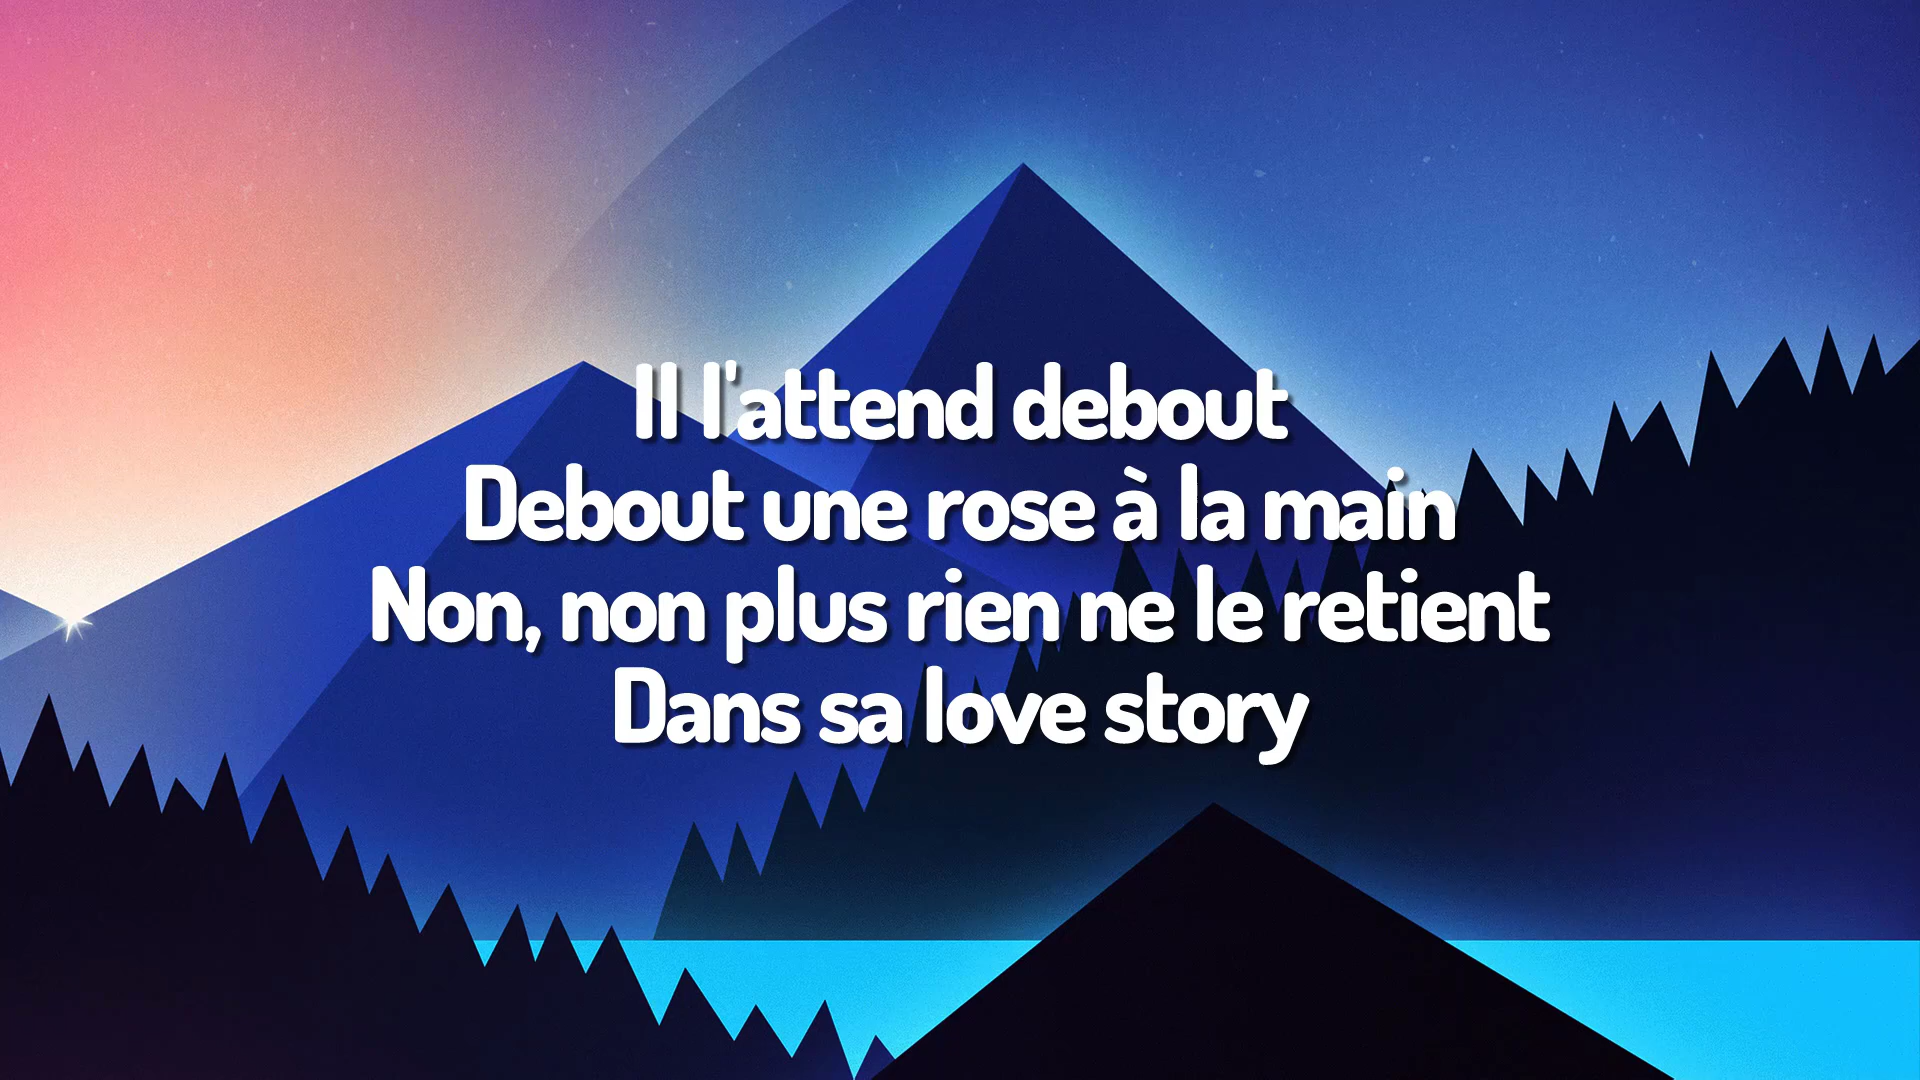 Il l'attend debout
Debout une rose à la main
Non, non plus rien ne le retient
Dans sa love story